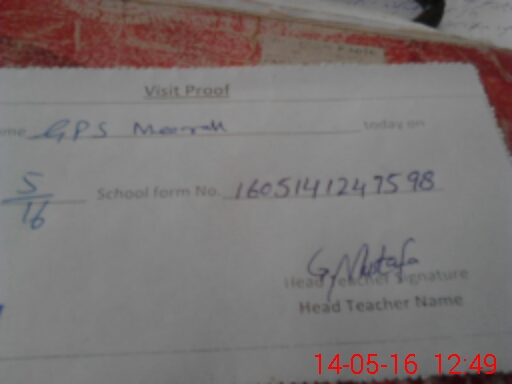 Visit Proof
GPS today on
5/16 School form No. 1605141247598
G. Mustafa
Head Teacher Signature
Head Teacher Name
14-05-16 12:49